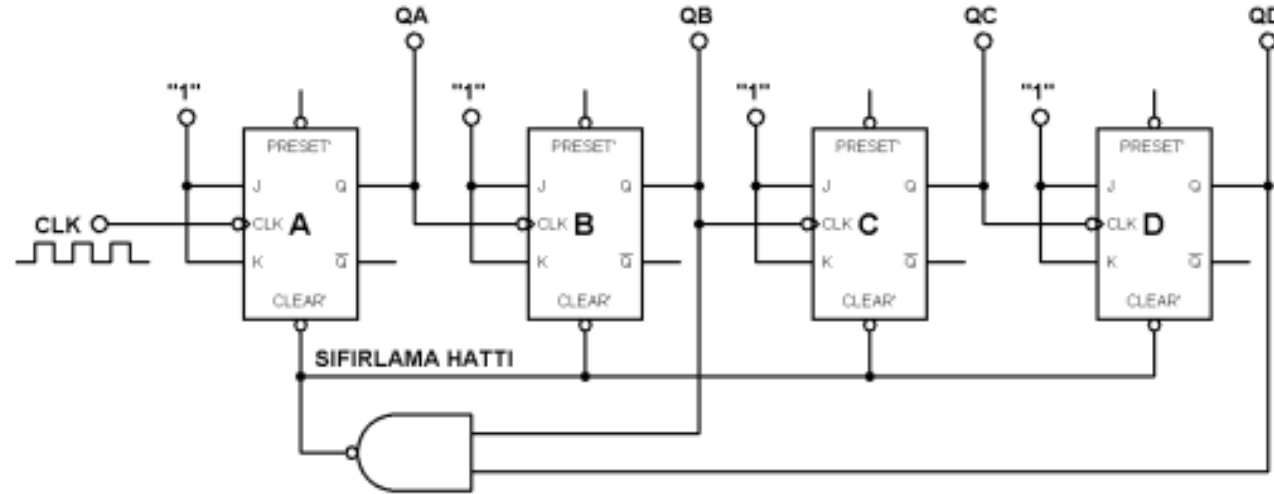 QA QB QC QD
"1" "1" "1" "1"
PRESET' PRESET' PRESET' PRESET'
J Q J Q J Q J Q
CLK CLK A CLK B CLK C CLK D
K Q K Q K Q K Q
CLEAR' CLEAR' CLEAR' CLEAR'
SIFIRLAMA HATTI